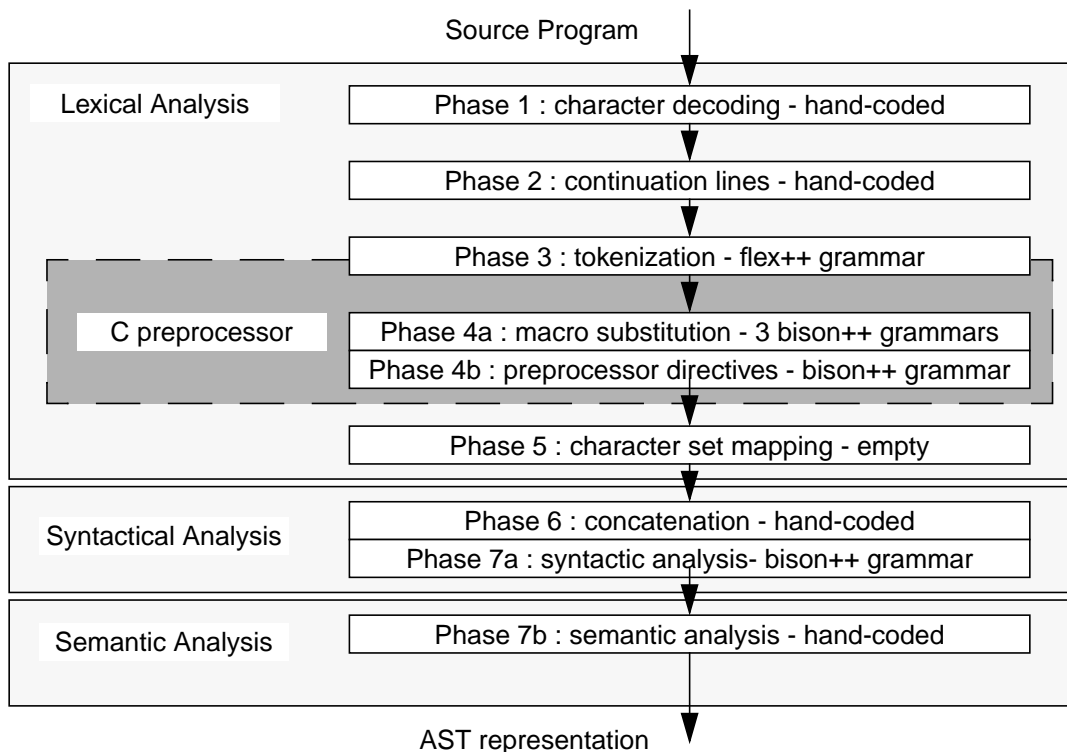 Source Program
Lexical Analysis
Phase 1 : character decoding - hand-coded
Phase 2 : continuation lines - hand-coded
Phase 3 : tokenization - flex++ grammar
C preprocessor
Phase 4a : macro substitution - 3 bison++ grammars
Phase 4b : preprocessor directives - bison++ grammar
Phase 5 : character set mapping - empty
Syntactical Analysis
Phase 6 : concatenation - hand-coded
Phase 7a : syntactic analysis- bison++ grammar
Semantic Analysis
Phase 7b : semantic analysis - hand-coded
AST representation